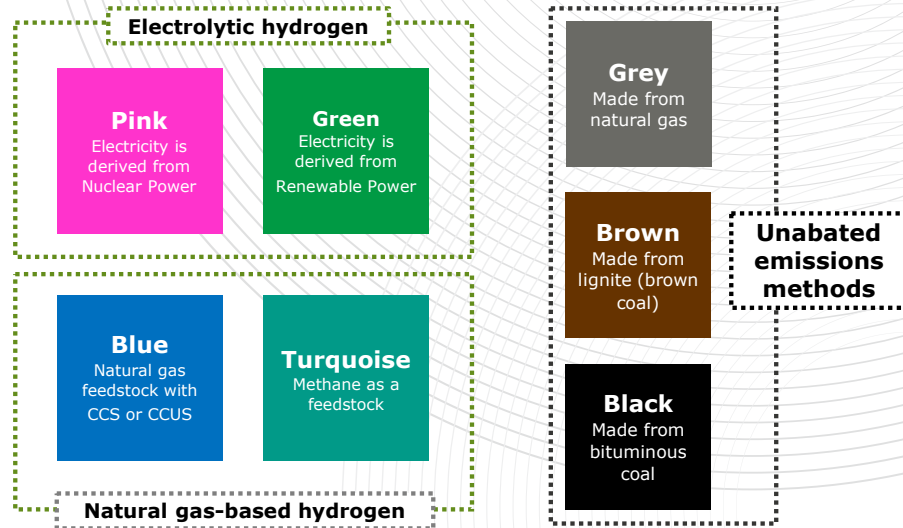 Electrolytic hydrogen
Pink
Electricity is
derived from
Nuclear Power
Green
Electricity is
derived from
Renewable Power
Blue
Natural gas
feedstock with
CCS or CCUS
Turquoise
Methane as a
feedstock
Natural gas-based hydrogen
Grey
Made from
natural gas
Brown
Made from
lignite (brown
coal)
Black
Made from
bituminous
coal
Unabated
emissions
methods